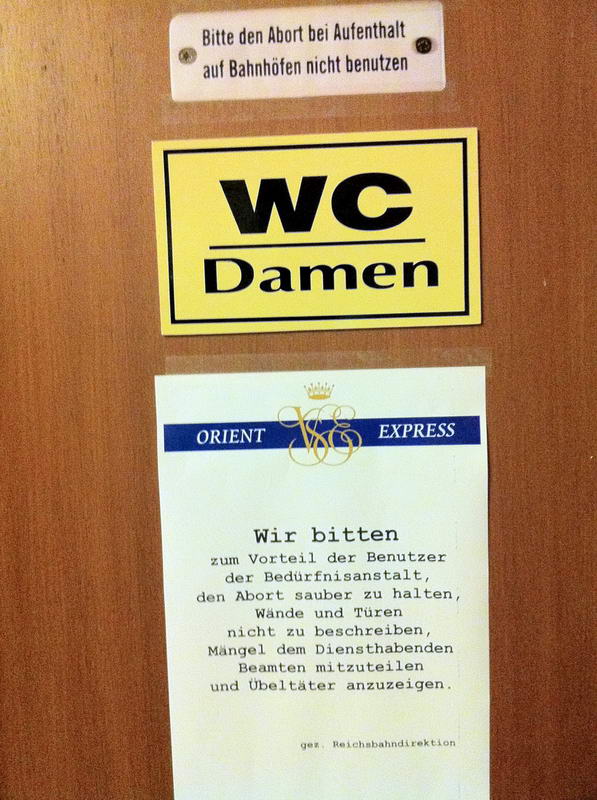 Bitte den Abort bei Aufenthalt
auf Bahnhöfen nicht benutzen
WC
Damen
ORIENT VSOE EXPRESS
Wir bitten
zum Vorteil der Benutzer
der Bedürfnisanstalt,
den Abort sauber zu halten,
Wände und Türen
nicht zu beschreiben,
Mängel dem Diensthabenden
Beamten mitzuteilen
und Übeltäter anzuzeigen.
gez. Reichsbahndirektion